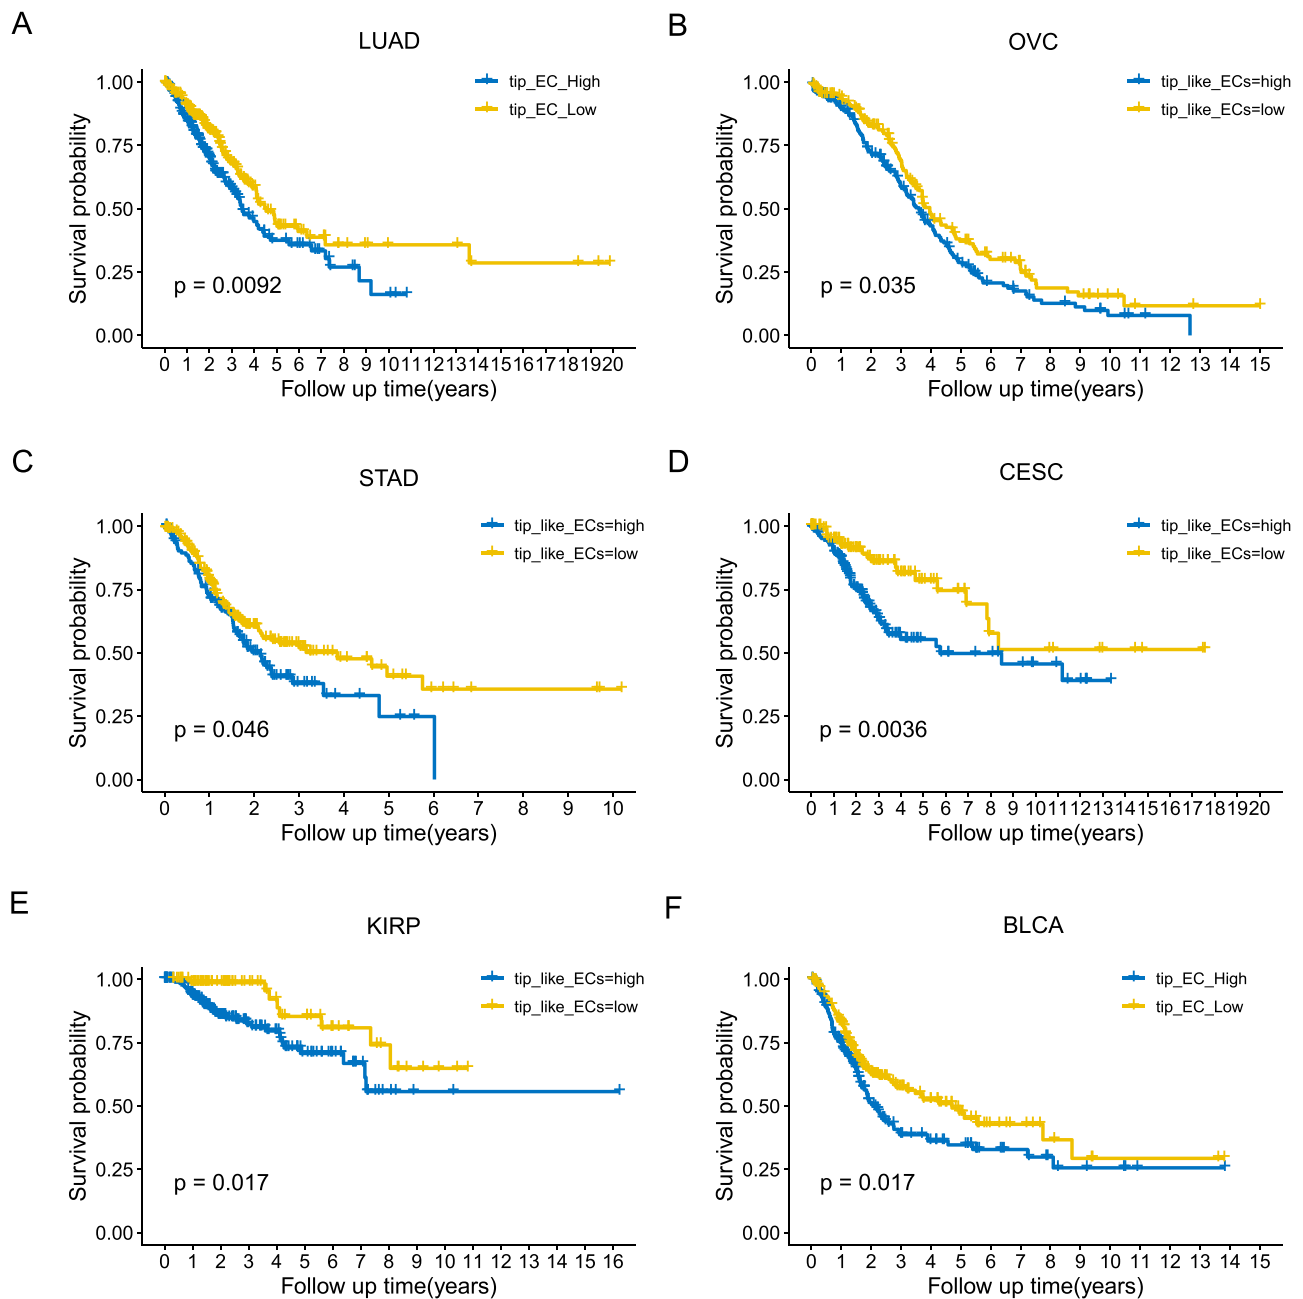 A
LUAD
tip_EC_High
tip_EC_Low
Survival probability
1.00
0.75
0.50
0.25
0.00
p = 0.0092
0 1 2 3 4 5 6 7 8 9 10 11 12 13 14 15 16 17 18 19 20
Follow up time(years)
B
OVC
tip_like_ECs=high
tip_like_ECs=low
Survival probability
1.00
0.75
0.50
0.25
0.00
p = 0.035
0 1 2 3 4 5 6 7 8 9 10 11 12 13 14 15
Follow up time(years)
C
STAD
tip_like_ECs=high
tip_like_ECs=low
Survival probability
1.00
0.75
0.50
0.25
0.00
p = 0.046
0 1 2 3 4 5 6 7 8 9 10
Follow up time(years)
D
CESC
tip_like_ECs=high
tip_like_ECs=low
Survival probability
1.00
0.75
0.50
0.25
0.00
p = 0.0036
0 1 2 3 4 5 6 7 8 9 10 11 12 13 14 15 16 17 18 19 20
Follow up time(years)
E
KIRP
tip_like_ECs=high
tip_like_ECs=low
Survival probability
1.00
0.75
0.50
0.25
0.00
p = 0.017
0 1 2 3 4 5 6 7 8 9 10 11 12 13 14 15 16
Follow up time(years)
F
BLCA
tip_EC_High
tip_EC_Low
Survival probability
1.00
0.75
0.50
0.25
0.00
p = 0.017
0 1 2 3 4 5 6 7 8 9 10 11 12 13 14 15
Follow up time(years)